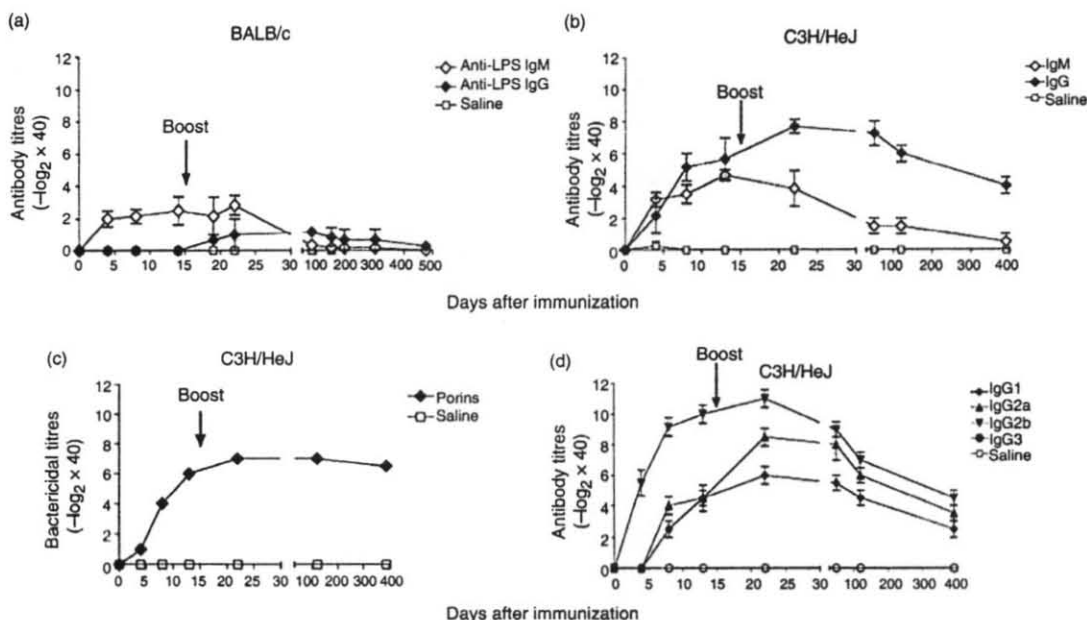 (a)
BALB/c
Antibody titres
(–log2 × 40)
12
10
8
6
4
2
0
Boost
Anti-LPS IgM
Anti-LPS IgG
Saline
0 5 10 15 20 25 30 100 200 300 400 500
(b)
C3H/HeJ
Antibody titres
(–log2 × 40)
12
10
8
6
4
2
0
Boost
IgM
IgG
Saline
0 5 10 15 20 25 30 100 200 300 400
Days after immunization
(c)
C3H/HeJ
Bactericidal titres
(–log2 × 40)
12
10
8
6
4
2
0
Boost
Porins
Saline
0 5 10 15 20 25 30 100 200 300 400
Days after immunization
(d)
Boost
C3H/HeJ
Antibody titres
(–log2 × 40)
12
10
8
6
4
2
0
IgG1
IgG2a
IgG2b
IgG3
Saline
0 5 10 15 20 25 30 100 200 300 400
Days after immunization